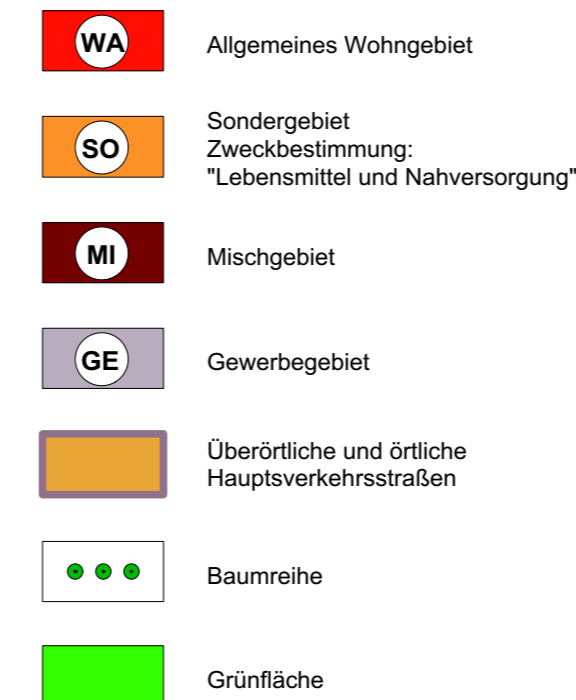 WA Allgemeines Wohngebiet
SO Sondergebiet
Zweckbestimmung:
"Lebensmittel und Nahversorgung"
MI Mischgebiet
GE Gewerbegebiet
Überörtliche und örtliche
Hauptsverkehrsstraßen
Baumreihe
Grünfläche